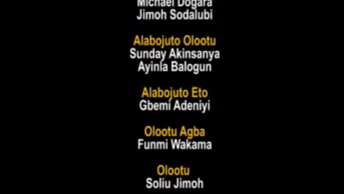 Michael Dogara
Jimoh Sodalubi
Alabojuto Olootu
Sunday Akinsanya
Ayinla Balogun
Alabojuto Eto
Gbemi Adeniyi
Olootu Agba
Funmi Wakama
Olootu
Soliu Jimoh